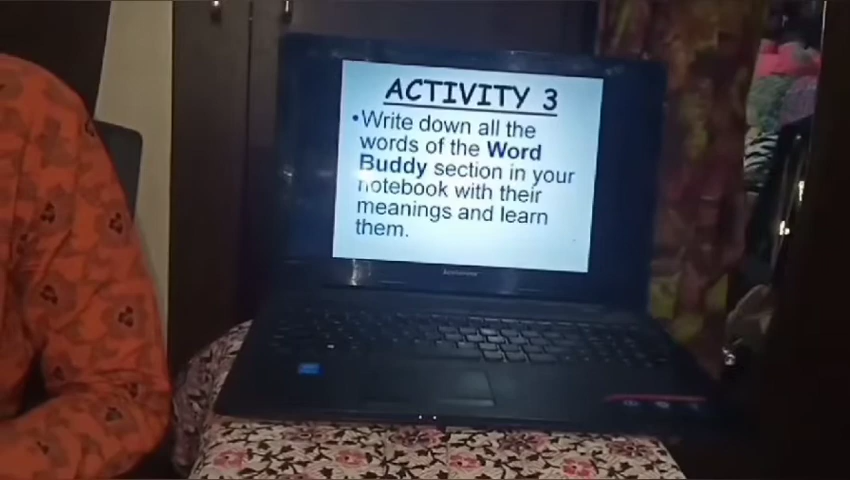 ACTIVITY 3
•Write down all the
words of the Word
Buddy section in your
notebook with their
meanings and learn
them.